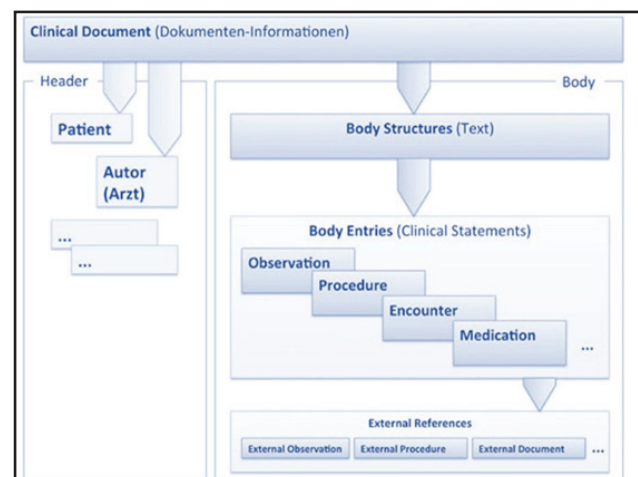 Clinical Document (Dokumenten-Informationen)
Header
Body
Patient
Autor
(Arzt)
...
...
Body Structures (Text)
Body Entries (Clinical Statements)
Observation
Procedure
Encounter
Medication
...
External References
External Observation
External Procedure
External Document
...